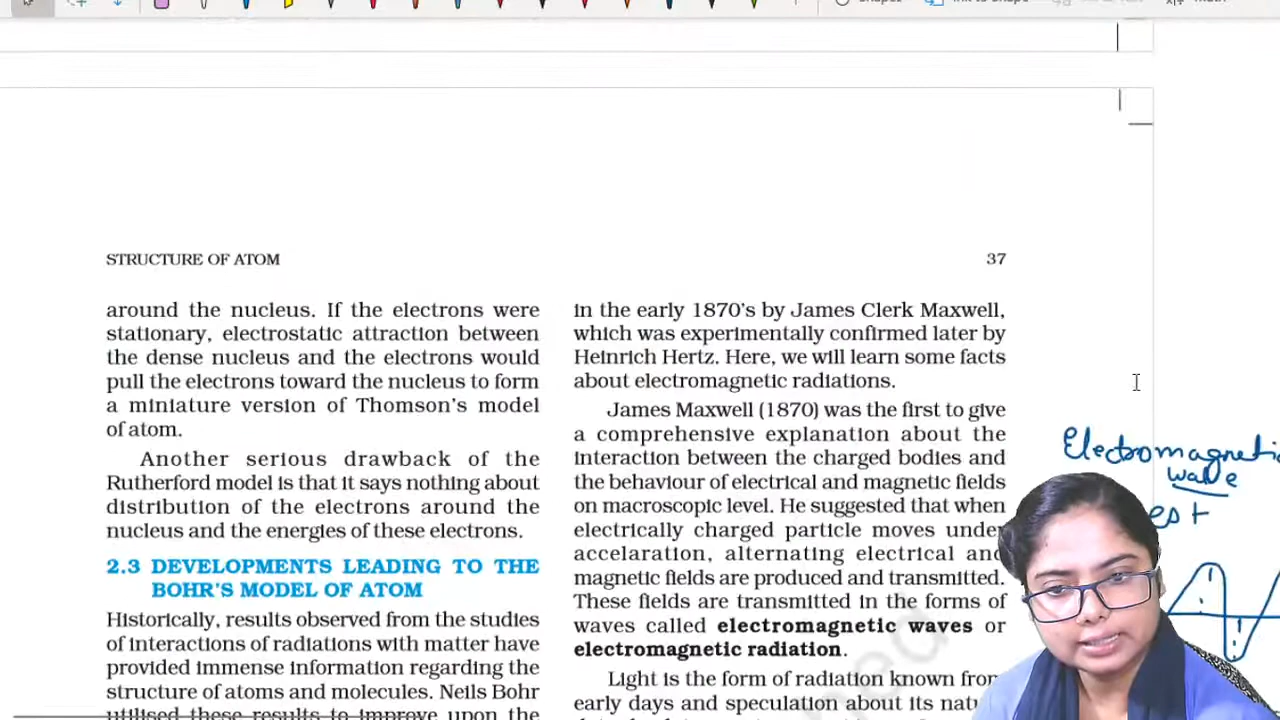 STRUCTURE OF ATOM 37
around the nucleus. If the electrons were
stationary, electrostatic attraction between
the dense nucleus and the electrons would
pull the electrons toward the nucleus to form
a miniature version of Thomson's model
of atom.
Another serious drawback of the
Rutherford model is that it says nothing about
distribution of the electrons around the
nucleus and the energies of these electrons.
2.3 DEVELOPMENTS LEADING TO THE
BOHR'S MODEL OF ATOM
Historically, results observed from the studies
of interactions of radiations with matter have
provided immense information regarding the
structure of atoms and molecules. Neils Bohr
utilised these results to improve upon the
in the early 1870's by James Clerk Maxwell,
which was experimentally confirmed later by
Heinrich Hertz. Here, we will learn some facts
about electromagnetic radiations.
James Maxwell (1870) was the first to give
a comprehensive explanation about the
interaction between the charged bodies and
the behaviour of electrical and magnetic fields
on macroscopic level. He suggested that when
electrically charged particle moves under
accelaration, alternating electrical and
magnetic fields are produced and transmitted.
These fields are transmitted in the forms of
waves called electromagnetic waves or
electromagnetic radiation.
Light is the form of radiation known from
early days and speculation about its
Electromagnetic
wave